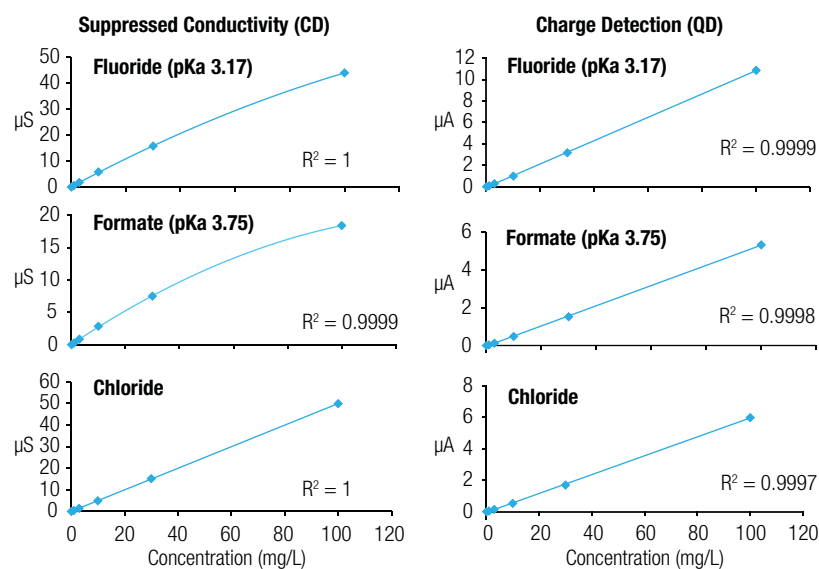 Suppressed Conductivity (CD)
50
40
30
20
10
0
µS
Fluoride (pKa 3.17)
R² = 1
20
15
10
5
0
µS
Formate (pKa 3.75)
R² = 0.9999
60
50
40
30
20
10
0
µS
Chloride
R² = 1
0 20 40 60 80 100 120
Concentration (mg/L)
Charge Detection (QD)
12
10
8
6
4
2
0
µA
Fluoride (pKa 3.17)
R² = 0.9999
6
4
2
0
µA
Formate (pKa 3.75)
R² = 0.9998
8
6
4
2
0
µA
Chloride
R² = 0.9997
0 20 40 60 80 100 120
Concentration (mg/L)